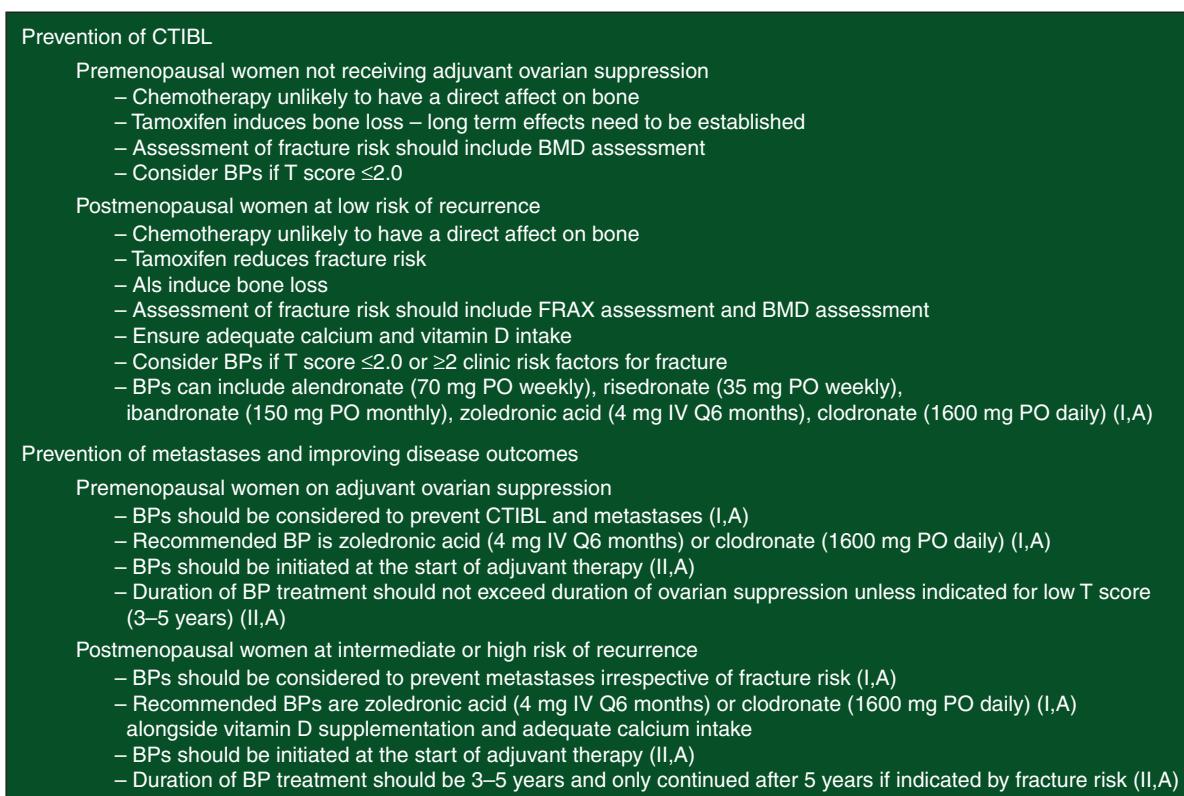 Prevention of CTIBL
Premenopausal women not receiving adjuvant ovarian suppression
– Chemotherapy unlikely to have a direct affect on bone
– Tamoxifen induces bone loss – long term effects need to be established
– Assessment of fracture risk should include BMD assessment
– Consider BPs if T score ≤2.0
Postmenopausal women at low risk of recurrence
– Chemotherapy unlikely to have a direct affect on bone
– Tamoxifen reduces fracture risk
– AIs induce bone loss
– Assessment of fracture risk should include FRAX assessment and BMD assessment
– Ensure adequate calcium and vitamin D intake
– Consider BPs if T score ≤2.0 or ≥2 clinic risk factors for fracture
– BPs can include alendronate (70 mg PO weekly), risedronate (35 mg PO weekly),
ibandronate (150 mg PO monthly), zoledronic acid (4 mg IV Q6 months), clodronate (1600 mg PO daily) (I,A)
Prevention of metastases and improving disease outcomes
Premenopausal women on adjuvant ovarian suppression
– BPs should be considered to prevent CTIBL and metastases (I,A)
– Recommended BP is zoledronic acid (4 mg IV Q6 months) or clodronate (1600 mg PO daily) (I,A)
– BPs should be initiated at the start of adjuvant therapy (II,A)
– Duration of BP treatment should not exceed duration of ovarian suppression unless indicated for low T score
(3–5 years) (II,A)
Postmenopausal women at intermediate or high risk of recurrence
– BPs should be considered to prevent metastases irrespective of fracture risk (I,A)
– Recommended BPs are zoledronic acid (4 mg IV Q6 months) or clodronate (1600 mg PO daily) (I,A)
alongside vitamin D supplementation and adequate calcium intake
– BPs should be initiated at the start of adjuvant therapy (II,A)
– Duration of BP treatment should be 3–5 years and only continued after 5 years if indicated by fracture risk (II,A)